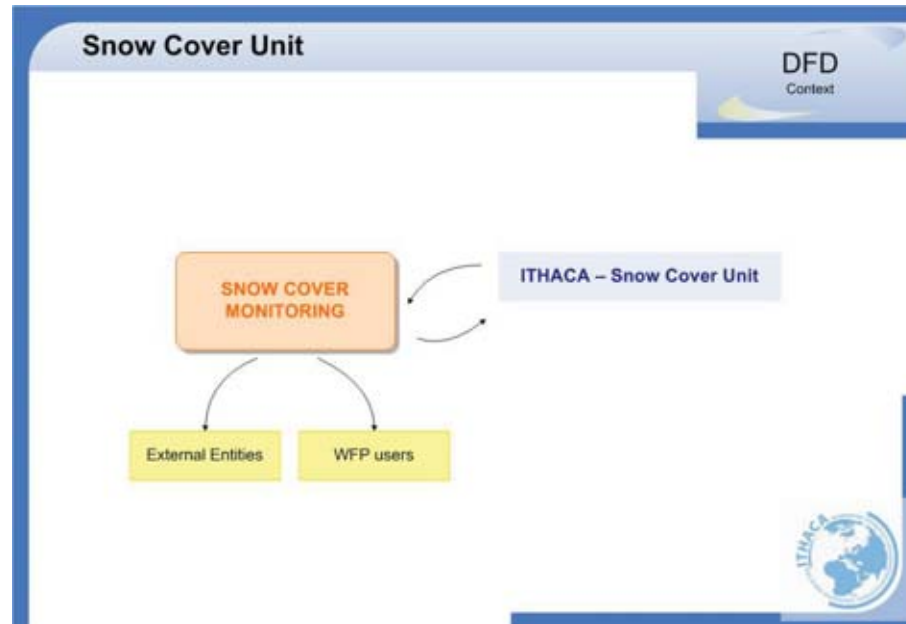 Snow Cover Unit
DFD
Context
SNOW COVER
MONITORING
ITHACA – Snow Cover Unit
External Entities
WFP users
ITHACA